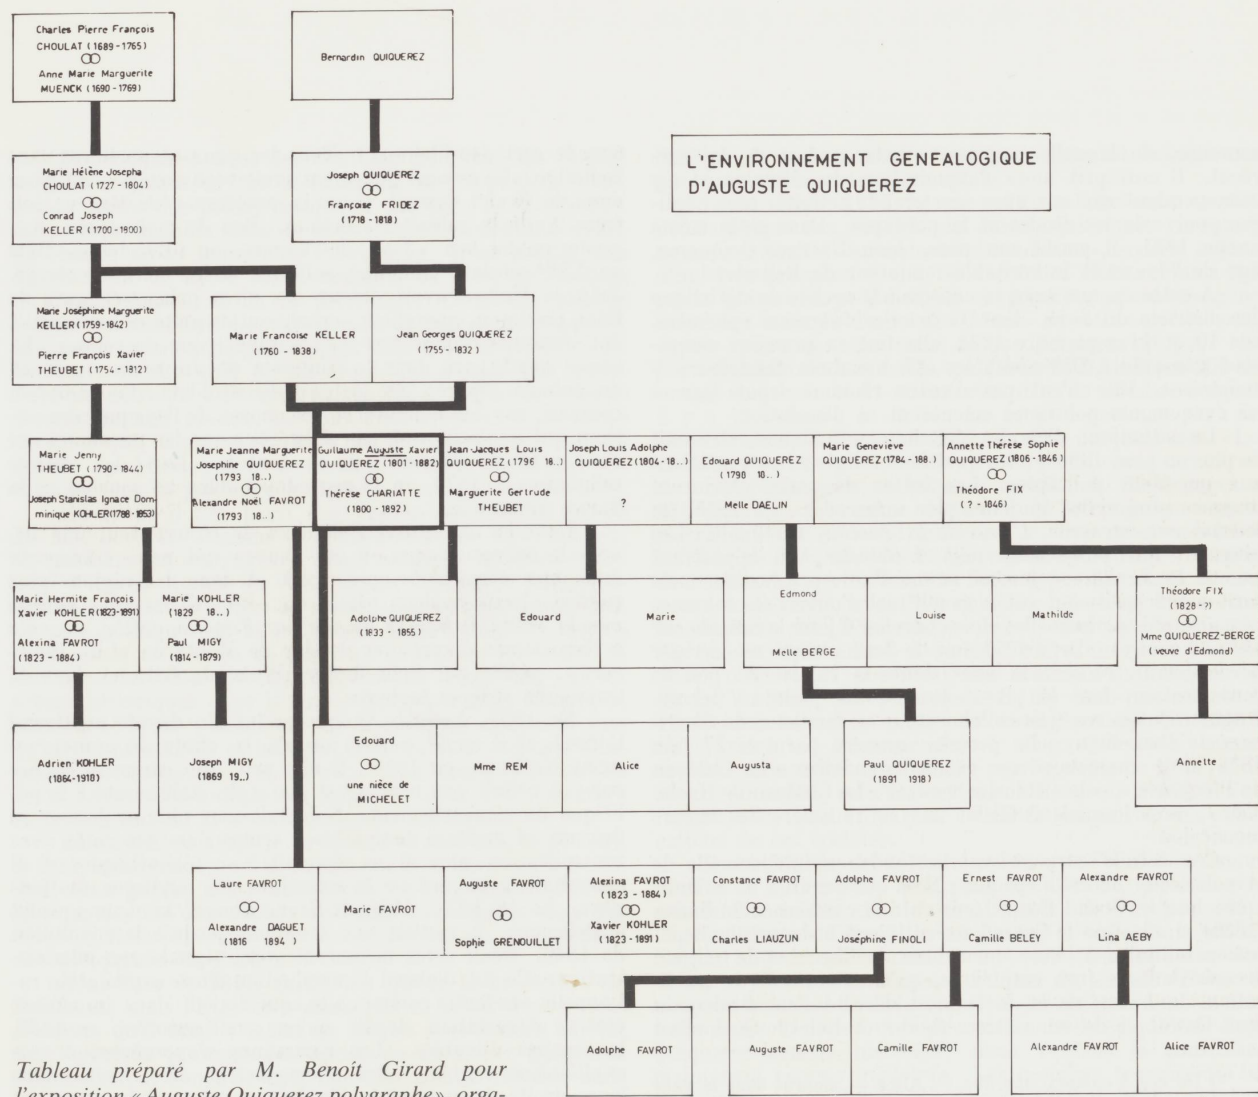 Charles Pierre François
CHOULAT (1689-1765)
Anne Marie Marguerite
MUENCK (1690-1769)
Bernardin QUIQUEREZ
L'ENVIRONNEMENT GENEALOGIQUE
D'AUGUSTE QUIQUEREZ
Marie Hélène Josepha
CHOULAT (1727-1804)
Conrad Joseph
KELLER (1700-1800)
Joseph QUIQUEREZ
Françoise FRIDEZ
(1718-1818)
Marie Joséphine Marguerite
KELLER (1759-1842)
Pierre François Xavier
THEUBET (1754-1812)
Marie Francoise KELLER
(1760 - 1838)
Jean Georges QUIQUEREZ
(1755-1832)
Marie Jenny
THEUBET (1790-1844)
Joseph Stanislas Ignace Dom-
minique KOHLER (1788-1853)
Marie Jeanne Marguerite
Josephine QUIQUEREZ
(1793 18..)
Alexandre Noël FAVROT
(1793 18..)
Guillaume Auguste Xavier
QUIQUEREZ (1801-1882)
Thérèse CHARIATTE
(1800 - 1892)
Jean-Jacques Louis
QUIQUEREZ (1796 18..)
Marguerite Gertrude
THEUBET
Joseph Louis Adolphe
QUIQUEREZ (1804-18..)
?
Edouard QUIQUEREZ
(1790 18..)
Melle DAELIN
Marie Geneviève
QUIQUEREZ (1784-188.)
Annette Thérèse Sophie
QUIQUEREZ (1806-1846)
Théodore FIX
(? - 1846)
Marie Hermite François
Xavier KOHLER (1823-1891)
Alexina FAVROT
(1823 - 1884)
Marie KOHLER
(1829 18..)
Paul MIGY
(1814-1879)
Adolphe QUIQUEREZ
(1833 - 1855)
Edouard
Marie
Edmond
Melle BERGE
Louise
Mathilde
Théodore FIX
(1828-?)
Mme QUIQUEREZ-BERGE
(veuve d'Edmond)
Adrien KOHLER
(1864-1918)
Joseph MIGY
(1869 19..)
Edouard
une nièce de
MICHELET
Mme REM
Alice
Augusta
Paul QUIQUEREZ
(1891 1918)
Annette
Laure FAVROT
Alexandre DAGUET
(1816 1894)
Marie FAVROT
Auguste FAVROT
Sophie GRENOUILLET
Alexina FAVROT
(1823 - 1884)
Xavier KOHLER
(1823-1891)
Constance FAVROT
Charles LIAUZUN
Adolphe FAVROT
Joséphine FINOLI
Ernest FAVROT
Camille BELEY
Alexandre FAVROT
Lina AEBY
Adolphe FAVROT
Auguste FAVROT
Camille FAVROT
Alexandre FAVROT
Alice FAVROT
Tableau préparé par M. Benoit Girard pour
l'exposition « Auguste Quiquerez polygraphe », orga-